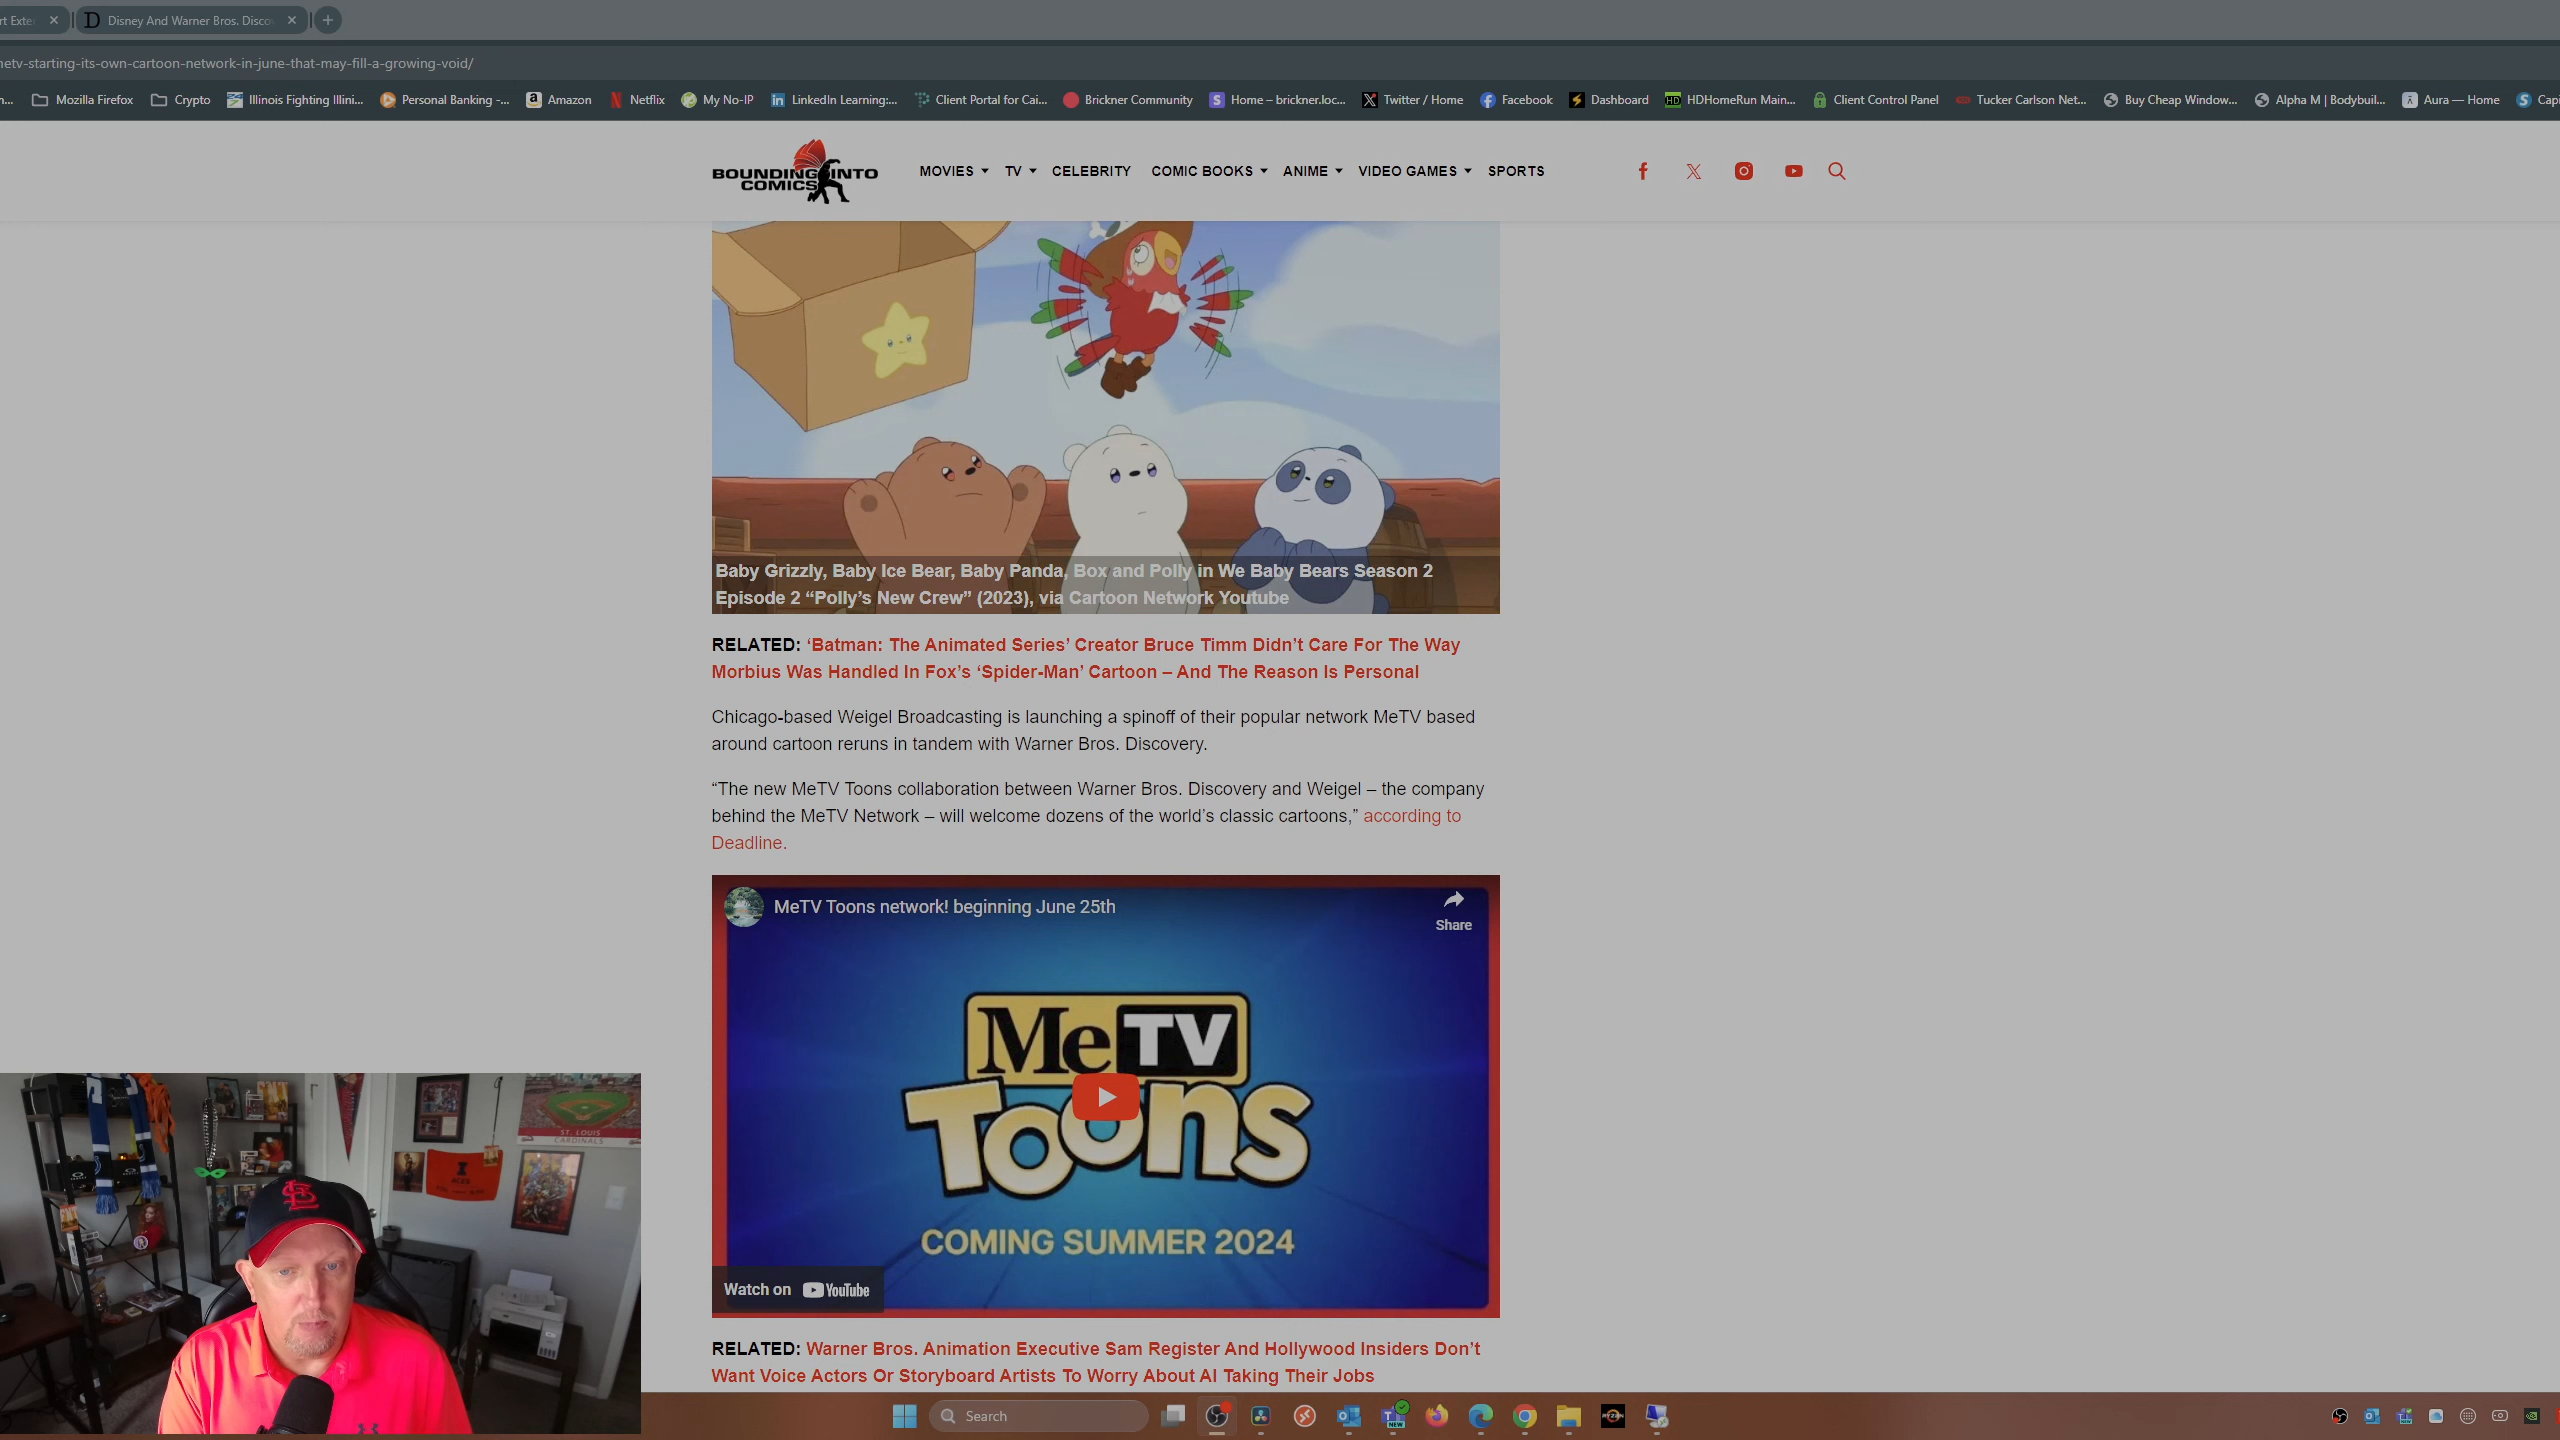 rt Exte
Disney And Warner Bros. Disco
netv-starting-its-own-cartoon-network-in-june-that-may-fill-a-growing-void/
n...
Mozilla Firefox
Crypto
Illinois Fighting Illini...
Personal Banking -...
Amazon
Netflix
My No-IP
LinkedIn Learning:...
Client Portal for Cai...
Brickner Community
Home – brickner.loc...
Twitter / Home
Facebook
Dashboard
HDHomeRun Main...
Client Control Panel
Tucker Carlson Net...
Buy Cheap Window...
Alpha M | Bodybuil...
Aura — Home
Capi
BOUNDING INTO
COMICS
MOVIES
TV
CELEBRITY
COMIC BOOKS
ANIME
VIDEO GAMES
SPORTS
Baby Grizzly, Baby Ice Bear, Baby Panda, Box and Polly in We Baby Bears Season 2
Episode 2 “Polly’s New Crew” (2023), via Cartoon Network Youtube
RELATED: ‘Batman: The Animated Series’ Creator Bruce Timm Didn’t Care For The Way
Morbius Was Handled In Fox’s ‘Spider-Man’ Cartoon – And The Reason Is Personal
Chicago-based Weigel Broadcasting is launching a spinoff of their popular network MeTV based
around cartoon reruns in tandem with Warner Bros. Discovery.
“The new MeTV Toons collaboration between Warner Bros. Discovery and Weigel – the company
behind the MeTV Network – will welcome dozens of the world’s classic cartoons,” according to
Deadline.
MeTV Toons network! beginning June 25th
Share
MeTV
Toons
COMING SUMMER 2024
Watch on YouTube
ST. LOUIS
CARDINALS
RELATED: Warner Bros. Animation Executive Sam Register And Hollywood Insiders Don’t
Want Voice Actors Or Storyboard Artists To Worry About AI Taking Their Jobs
Search
NEW
RYZEN